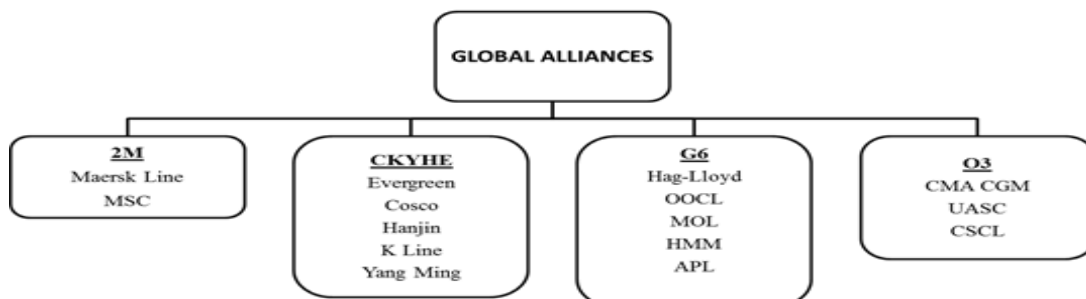 GLOBAL ALLIANCES
2M
Maersk Line
MSC
CKYHE
Evergreen
Cosco
Hanjin
K Line
Yang Ming
G6
Hag-Lloyd
OOCL
MOL
HMM
APL
O3
CMA CGM
UASC
CSCL